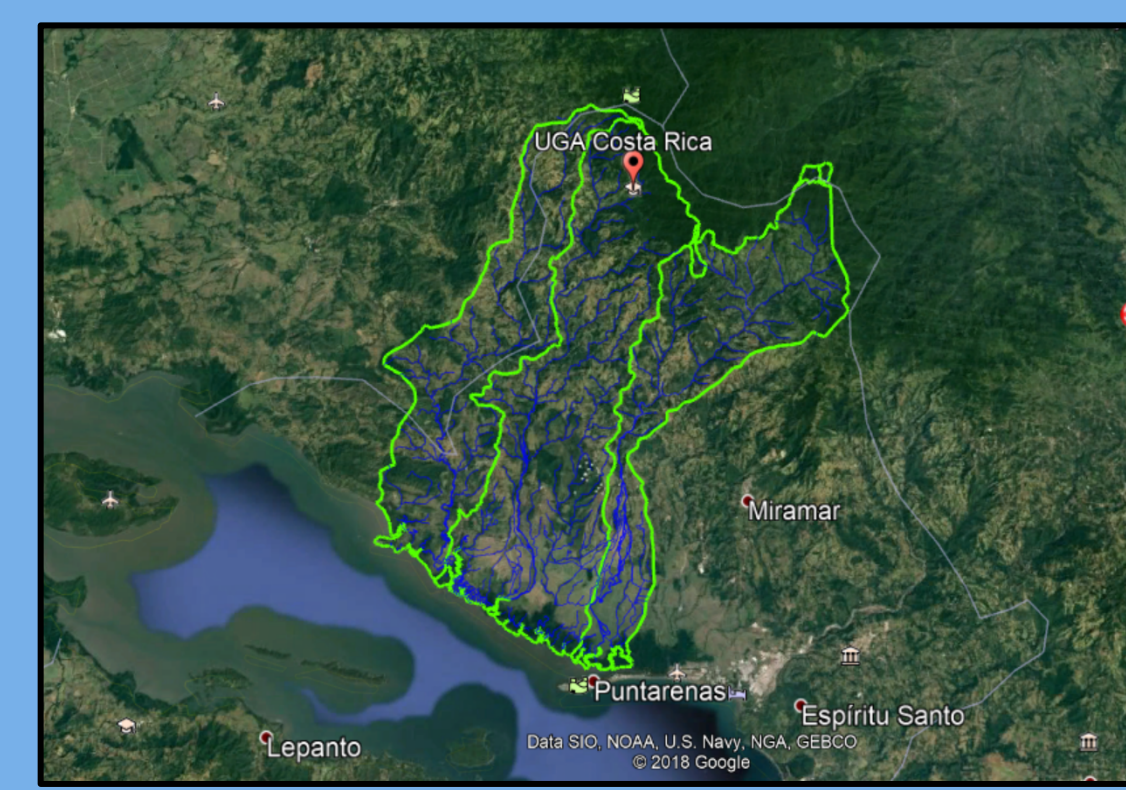 UGA Costa Rica
Miramar
Puntarenas
Espíritu Santo
Lepanto
Data SIO, NOAA, U.S. Navy, NGA, GEBCO
© 2018 Google